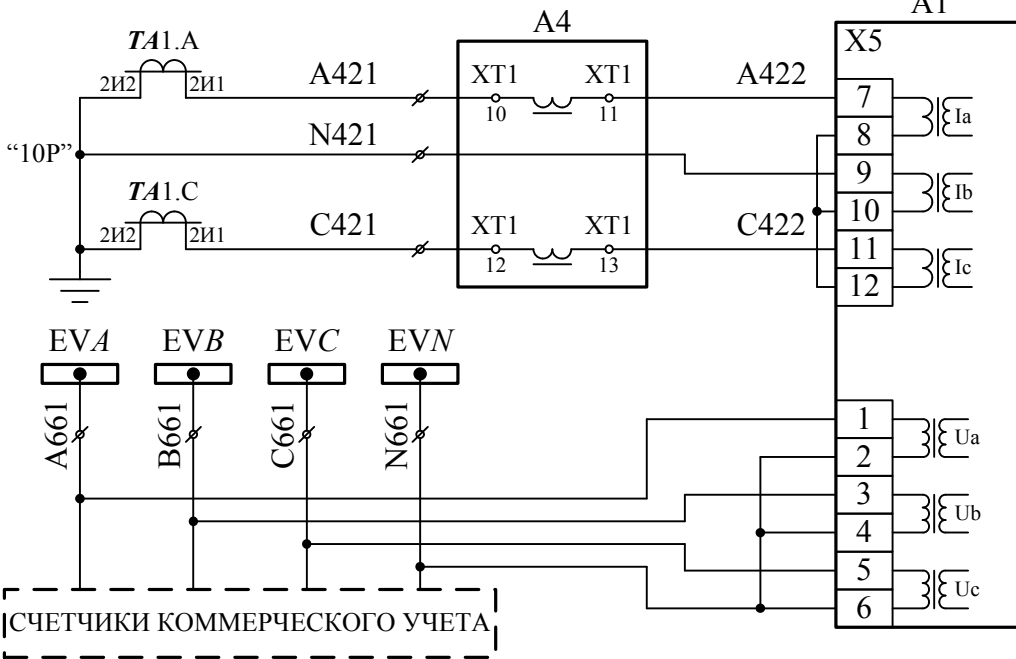 A1
A4
X5
TA1.A
2И2 2И1
A421
XT1 XT1
10 11
A422
7
8
Ia
"10P"
N421
9
10
Ib
TA1.C
2И2 2И1
C421
XT1 XT1
12 13
C422
11
12
Ic
EVA EVB EVC EVN
A661 B661 C661 N661
1
2
Ua
3
4
Ub
5
6
Uc
СЧЕТЧИКИ КОММЕРЧЕСКОГО УЧЕТА